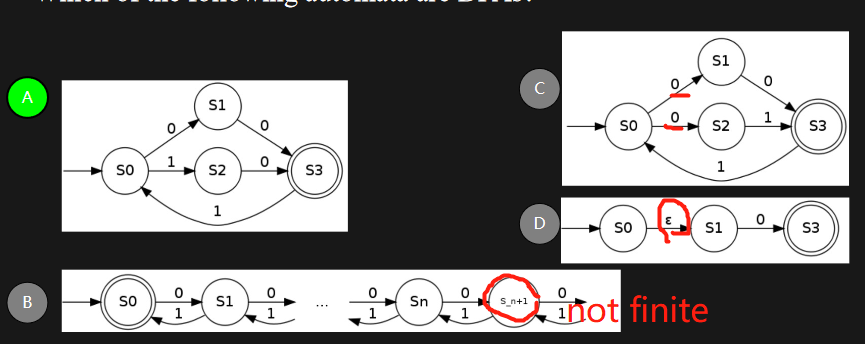 Which of the following automata are DFAs?
A
S0
0
S1
0
1
S2
0
S3
1
C
S0
0
S1
0
0
S2
1
S3
1
D
S0
ε
S1
0
S3
B
S0
0
1
S1
0
1
...
0
1
Sn
0
1
S_n+1
0
1
not finite